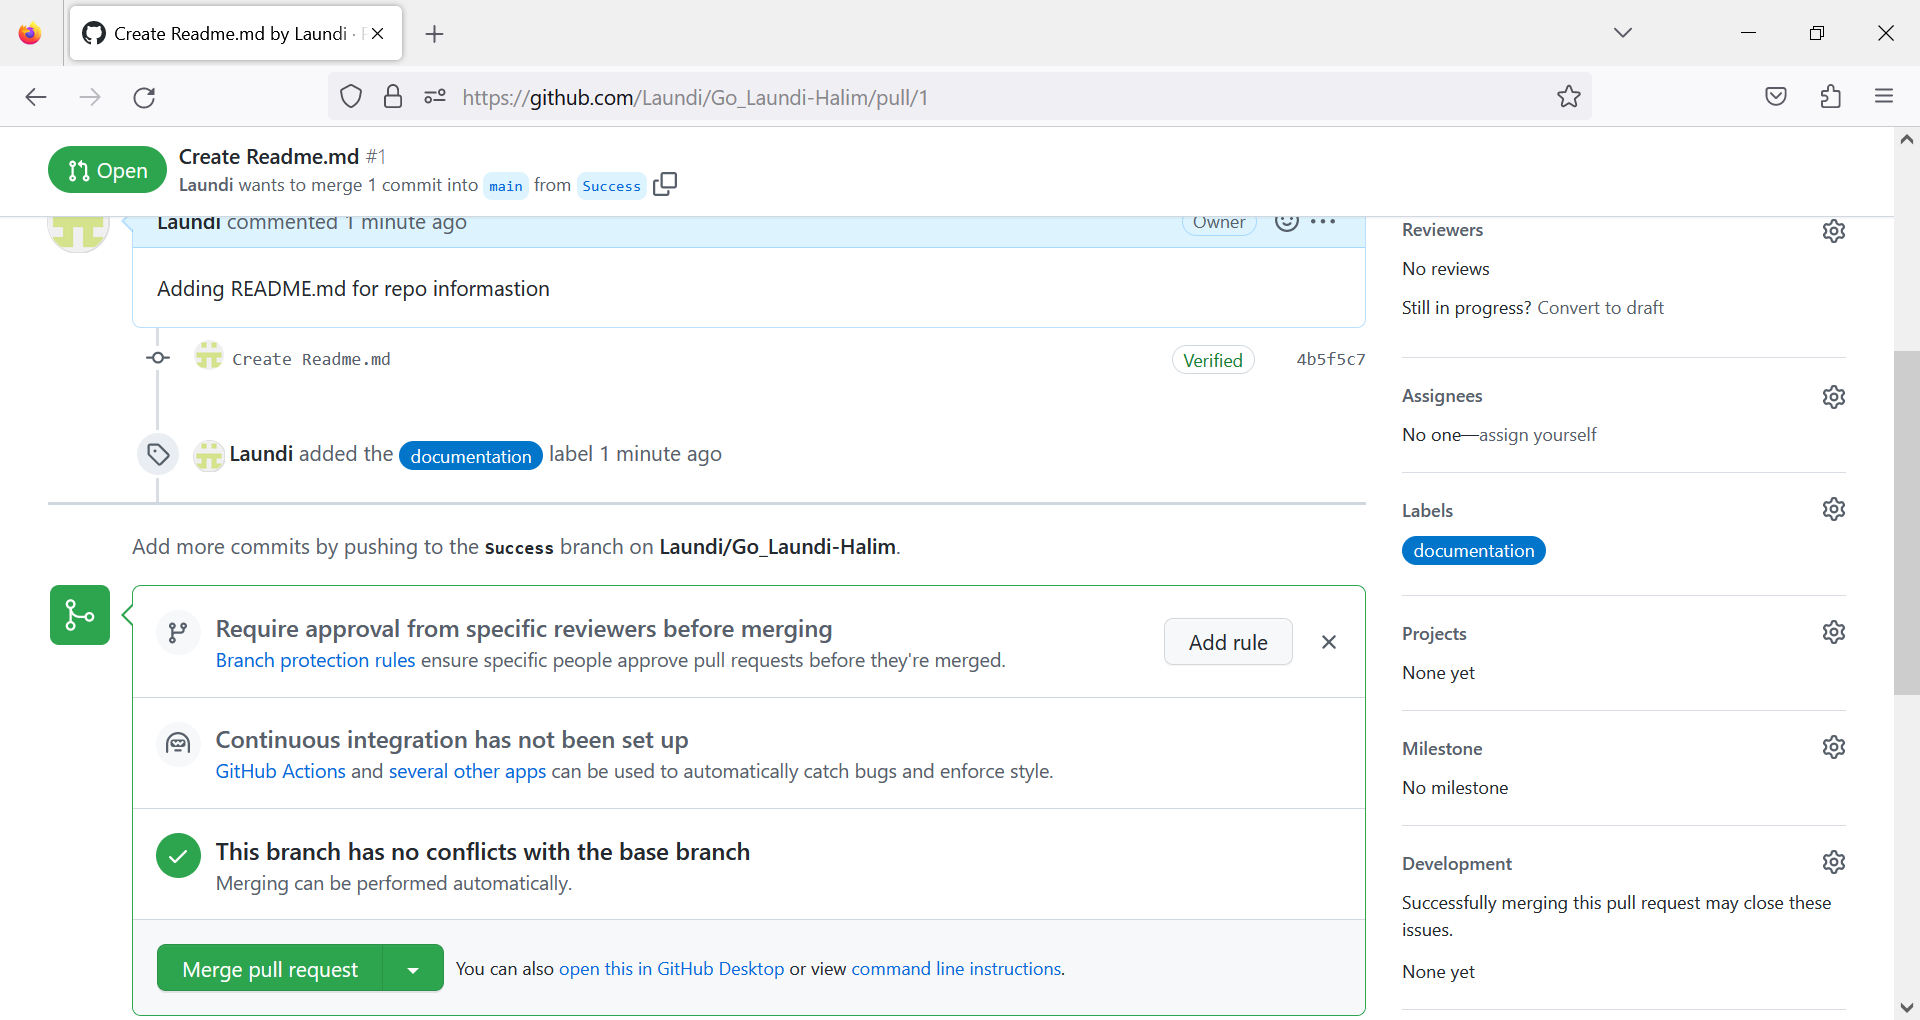 Create Readme.md by Laundi ·
https://github.com/Laundi/Go_Laundi-Halim/pull/1
Open
Create Readme.md #1
Laundi wants to merge 1 commit into main from Success
Laundi commented 1 minute ago
Owner
Adding README.md for repo informastion
Create Readme.md
Verified
4b5f5c7
Laundi added the documentation label 1 minute ago
Add more commits by pushing to the Success branch on Laundi/Go_Laundi-Halim.
Require approval from specific reviewers before merging
Branch protection rules ensure specific people approve pull requests before they're merged.
Add rule
Continuous integration has not been set up
GitHub Actions and several other apps can be used to automatically catch bugs and enforce style.
This branch has no conflicts with the base branch
Merging can be performed automatically.
Merge pull request
You can also open this in GitHub Desktop or view command line instructions.
Reviewers
No reviews
Still in progress? Convert to draft
Assignees
No one—assign yourself
Labels
documentation
Projects
None yet
Milestone
No milestone
Development
Successfully merging this pull request may close these
issues.
None yet